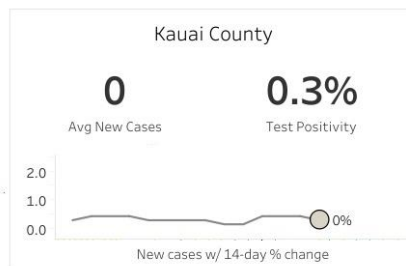 Kauai County
0 0.3%
Avg New Cases Test Positivity
2.0
1.0
0.0
0%
New cases w/ 14-day % change